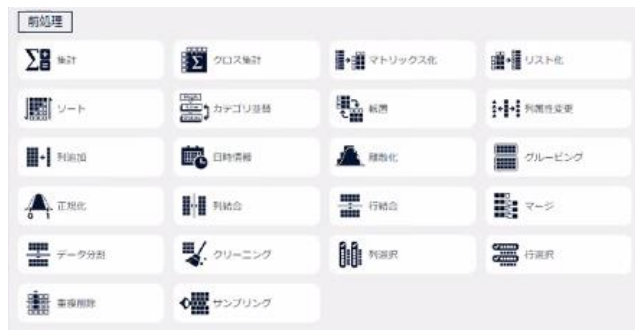 前処理
集計 クロス集計 マトリックス化 リスト化
ソート カテゴリ並替 転置 列属性変更
列追加 日時情報 離散化 グルーピング
正規化 列結合 行結合 マージ
データ分割 クリーニング 列選択 行選択
重複削除 サンプリング